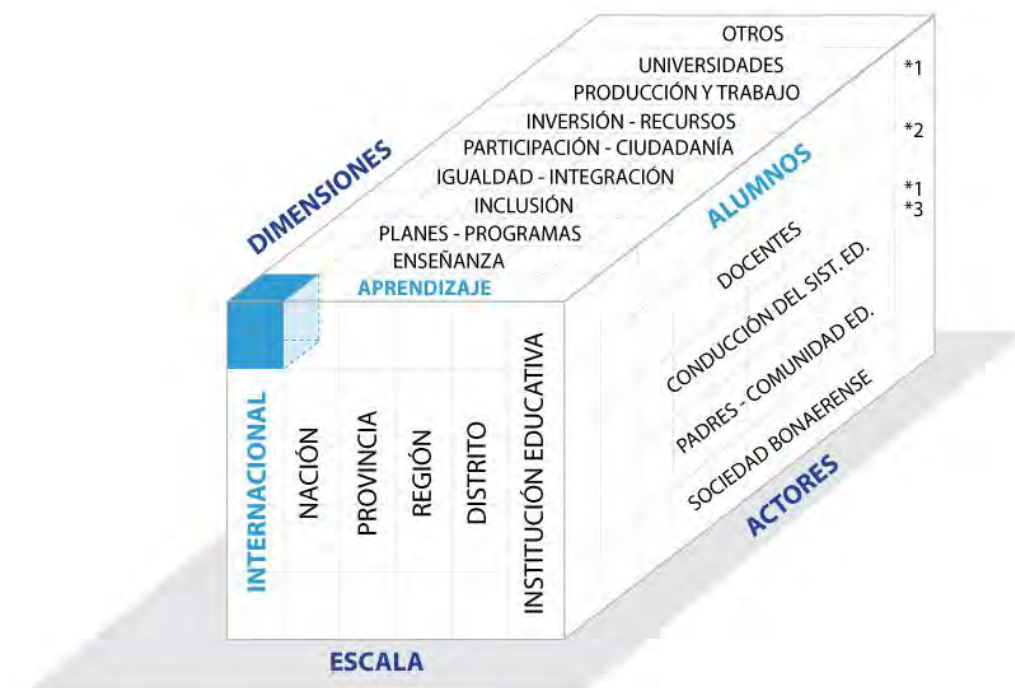 OTROS
UNIVERSIDADES
PRODUCCIÓN Y TRABAJO
INVERSIÓN - RECURSOS
PARTICIPACIÓN - CIUDADANÍA
IGUALDAD - INTEGRACIÓN
INCLUSIÓN
PLANES - PROGRAMAS
ENSEÑANZA
APRENDIZAJE
DIMENSIONES
*1
*2
*1
*3
ALUMNOS
DOCENTES
CONDUCCIÓN DEL SIST. ED.
PADRES - COMUNIDAD ED.
SOCIEDAD BONAERENSE
ACTORES
INTERNACIONAL
NACIÓN
PROVINCIA
REGIÓN
DISTRITO
INSTITUCIÓN EDUCATIVA
ESCALA